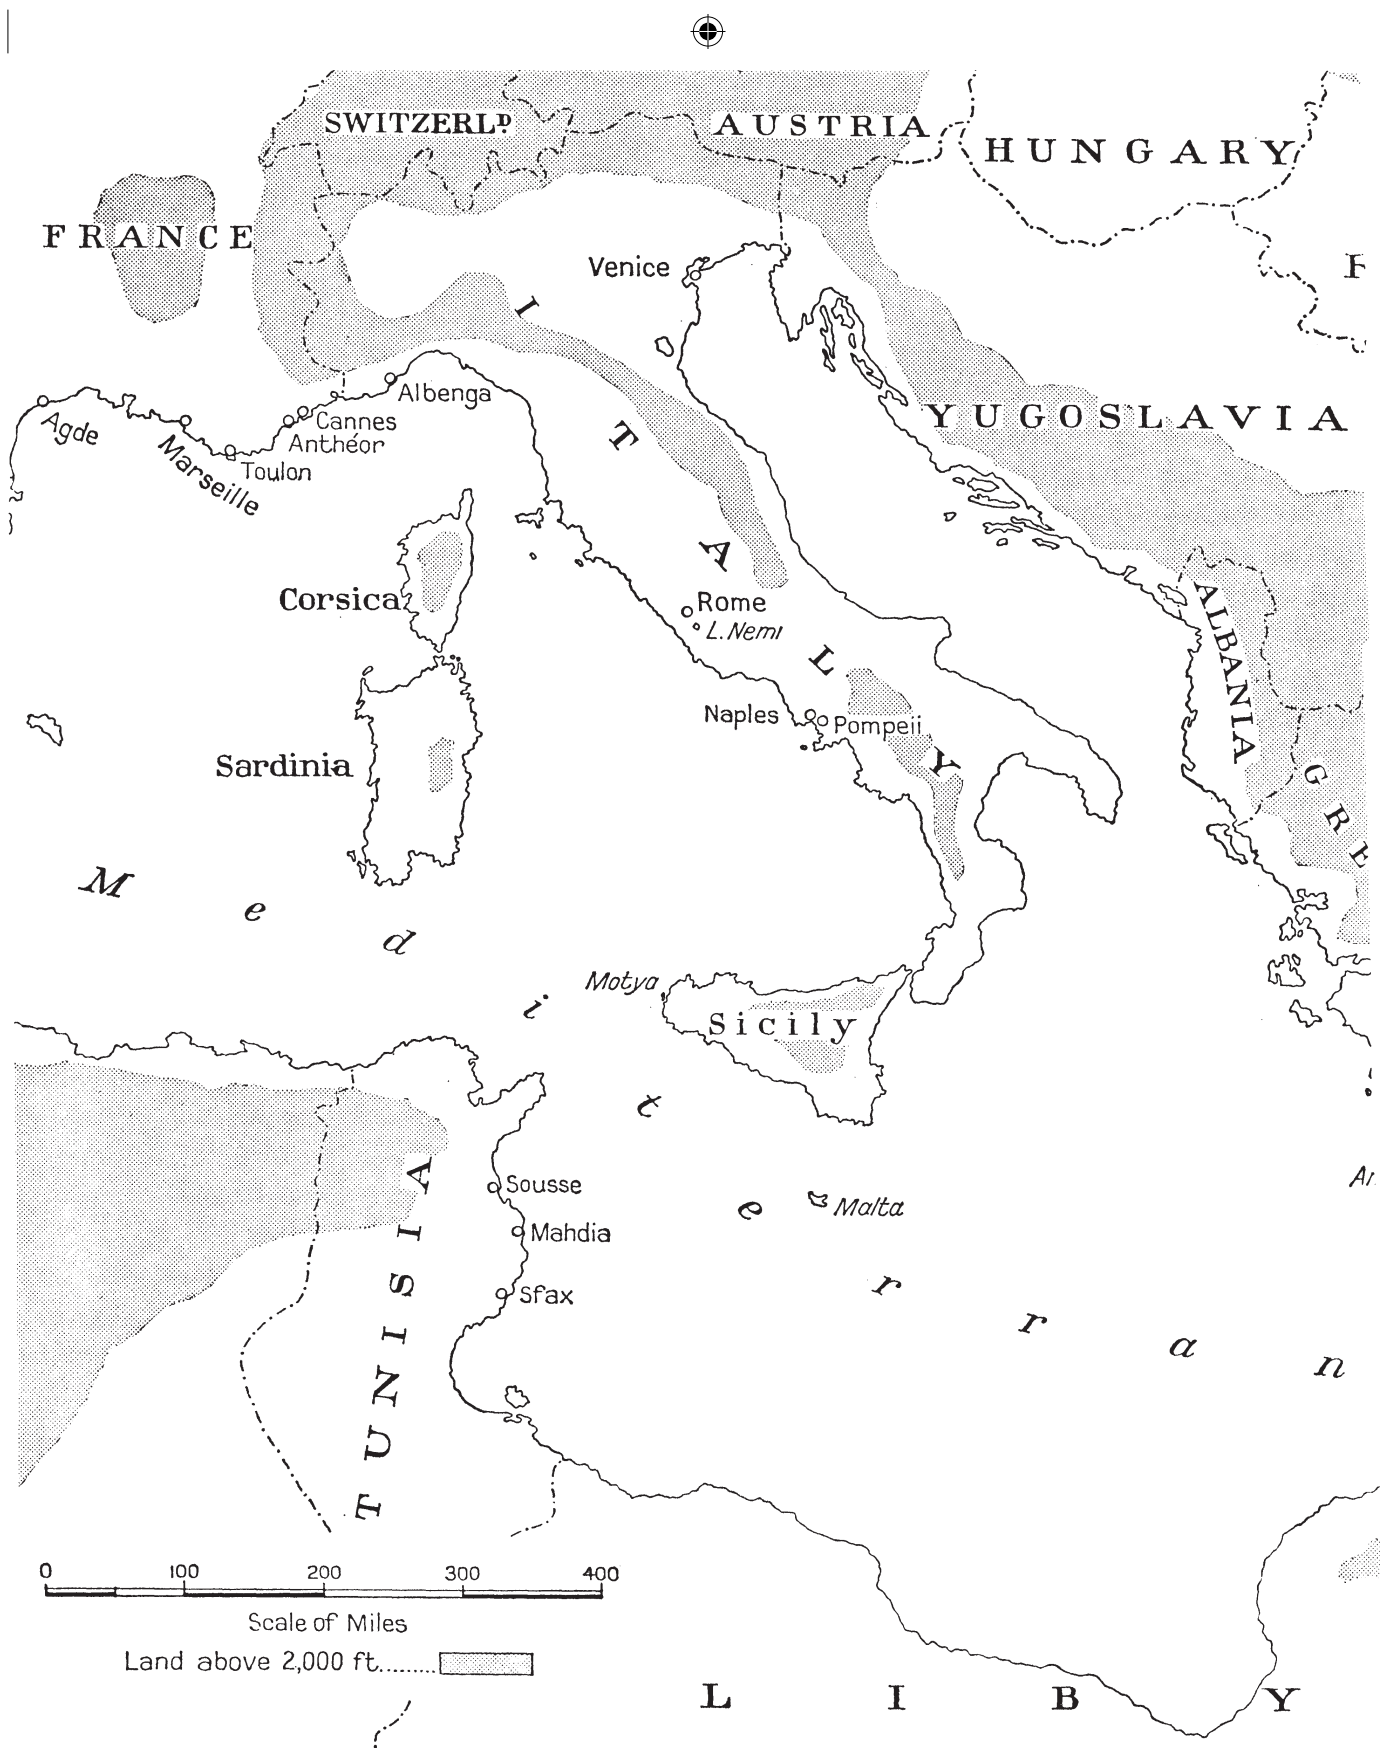 SWITZERLD.
AUSTRIA
HUNGARY
FRANCE
Venice
ITALY
Albenga
Cannes
Anthéor
Agde
Marseille
Toulon
YUGOSLAVIA
Corsica
Rome
L. Nemi
ALBANIA
Naples
Pompeii
Sardinia
GRE
Mediterran
Motya
Sicily
Sousse
Malta
Mahdia
Sfax
TUNISIA
0 100 200 300 400
Scale of Miles
Land above 2,000 ft.........
LIBY